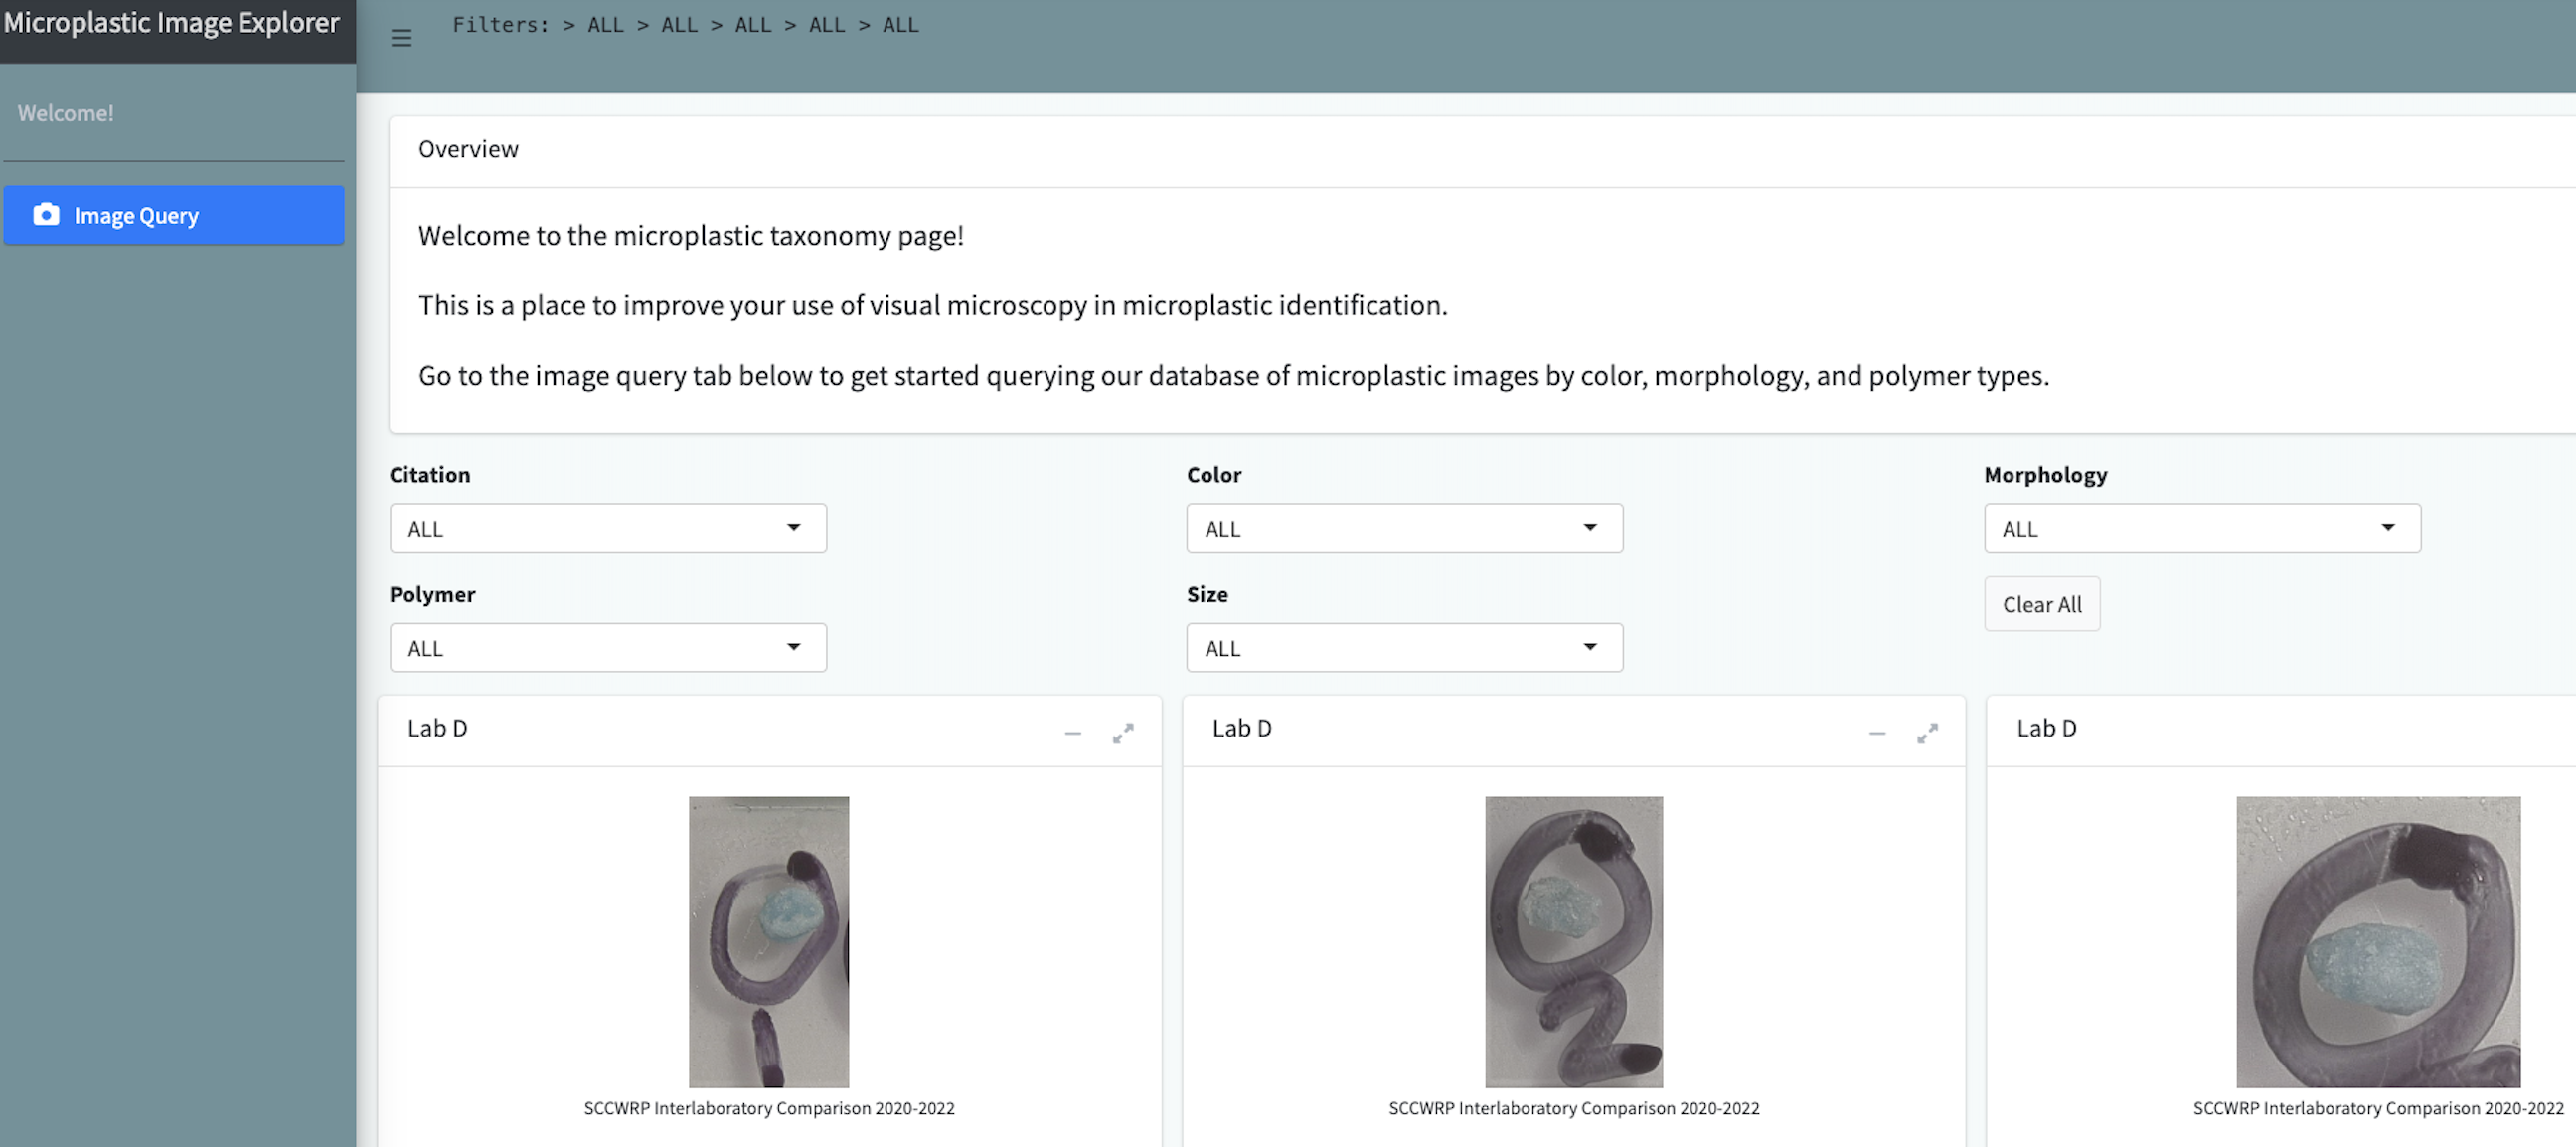 Microplastic Image Explorer
Filters: > ALL > ALL > ALL > ALL > ALL
Welcome!
Image Query
Overview
Welcome to the microplastic taxonomy page!
This is a place to improve your use of visual microscopy in microplastic identification.
Go to the image query tab below to get started querying our database of microplastic images by color, morphology, and polymer types.
Citation
Color
Morphology
ALL
ALL
ALL
Polymer
Size
Clear All
ALL
ALL
Lab D
Lab D
Lab D
SCCWRP Interlaboratory Comparison 2020-2022
SCCWRP Interlaboratory Comparison 2020-2022
SCCWRP Interlaboratory Comparison 2020-2022